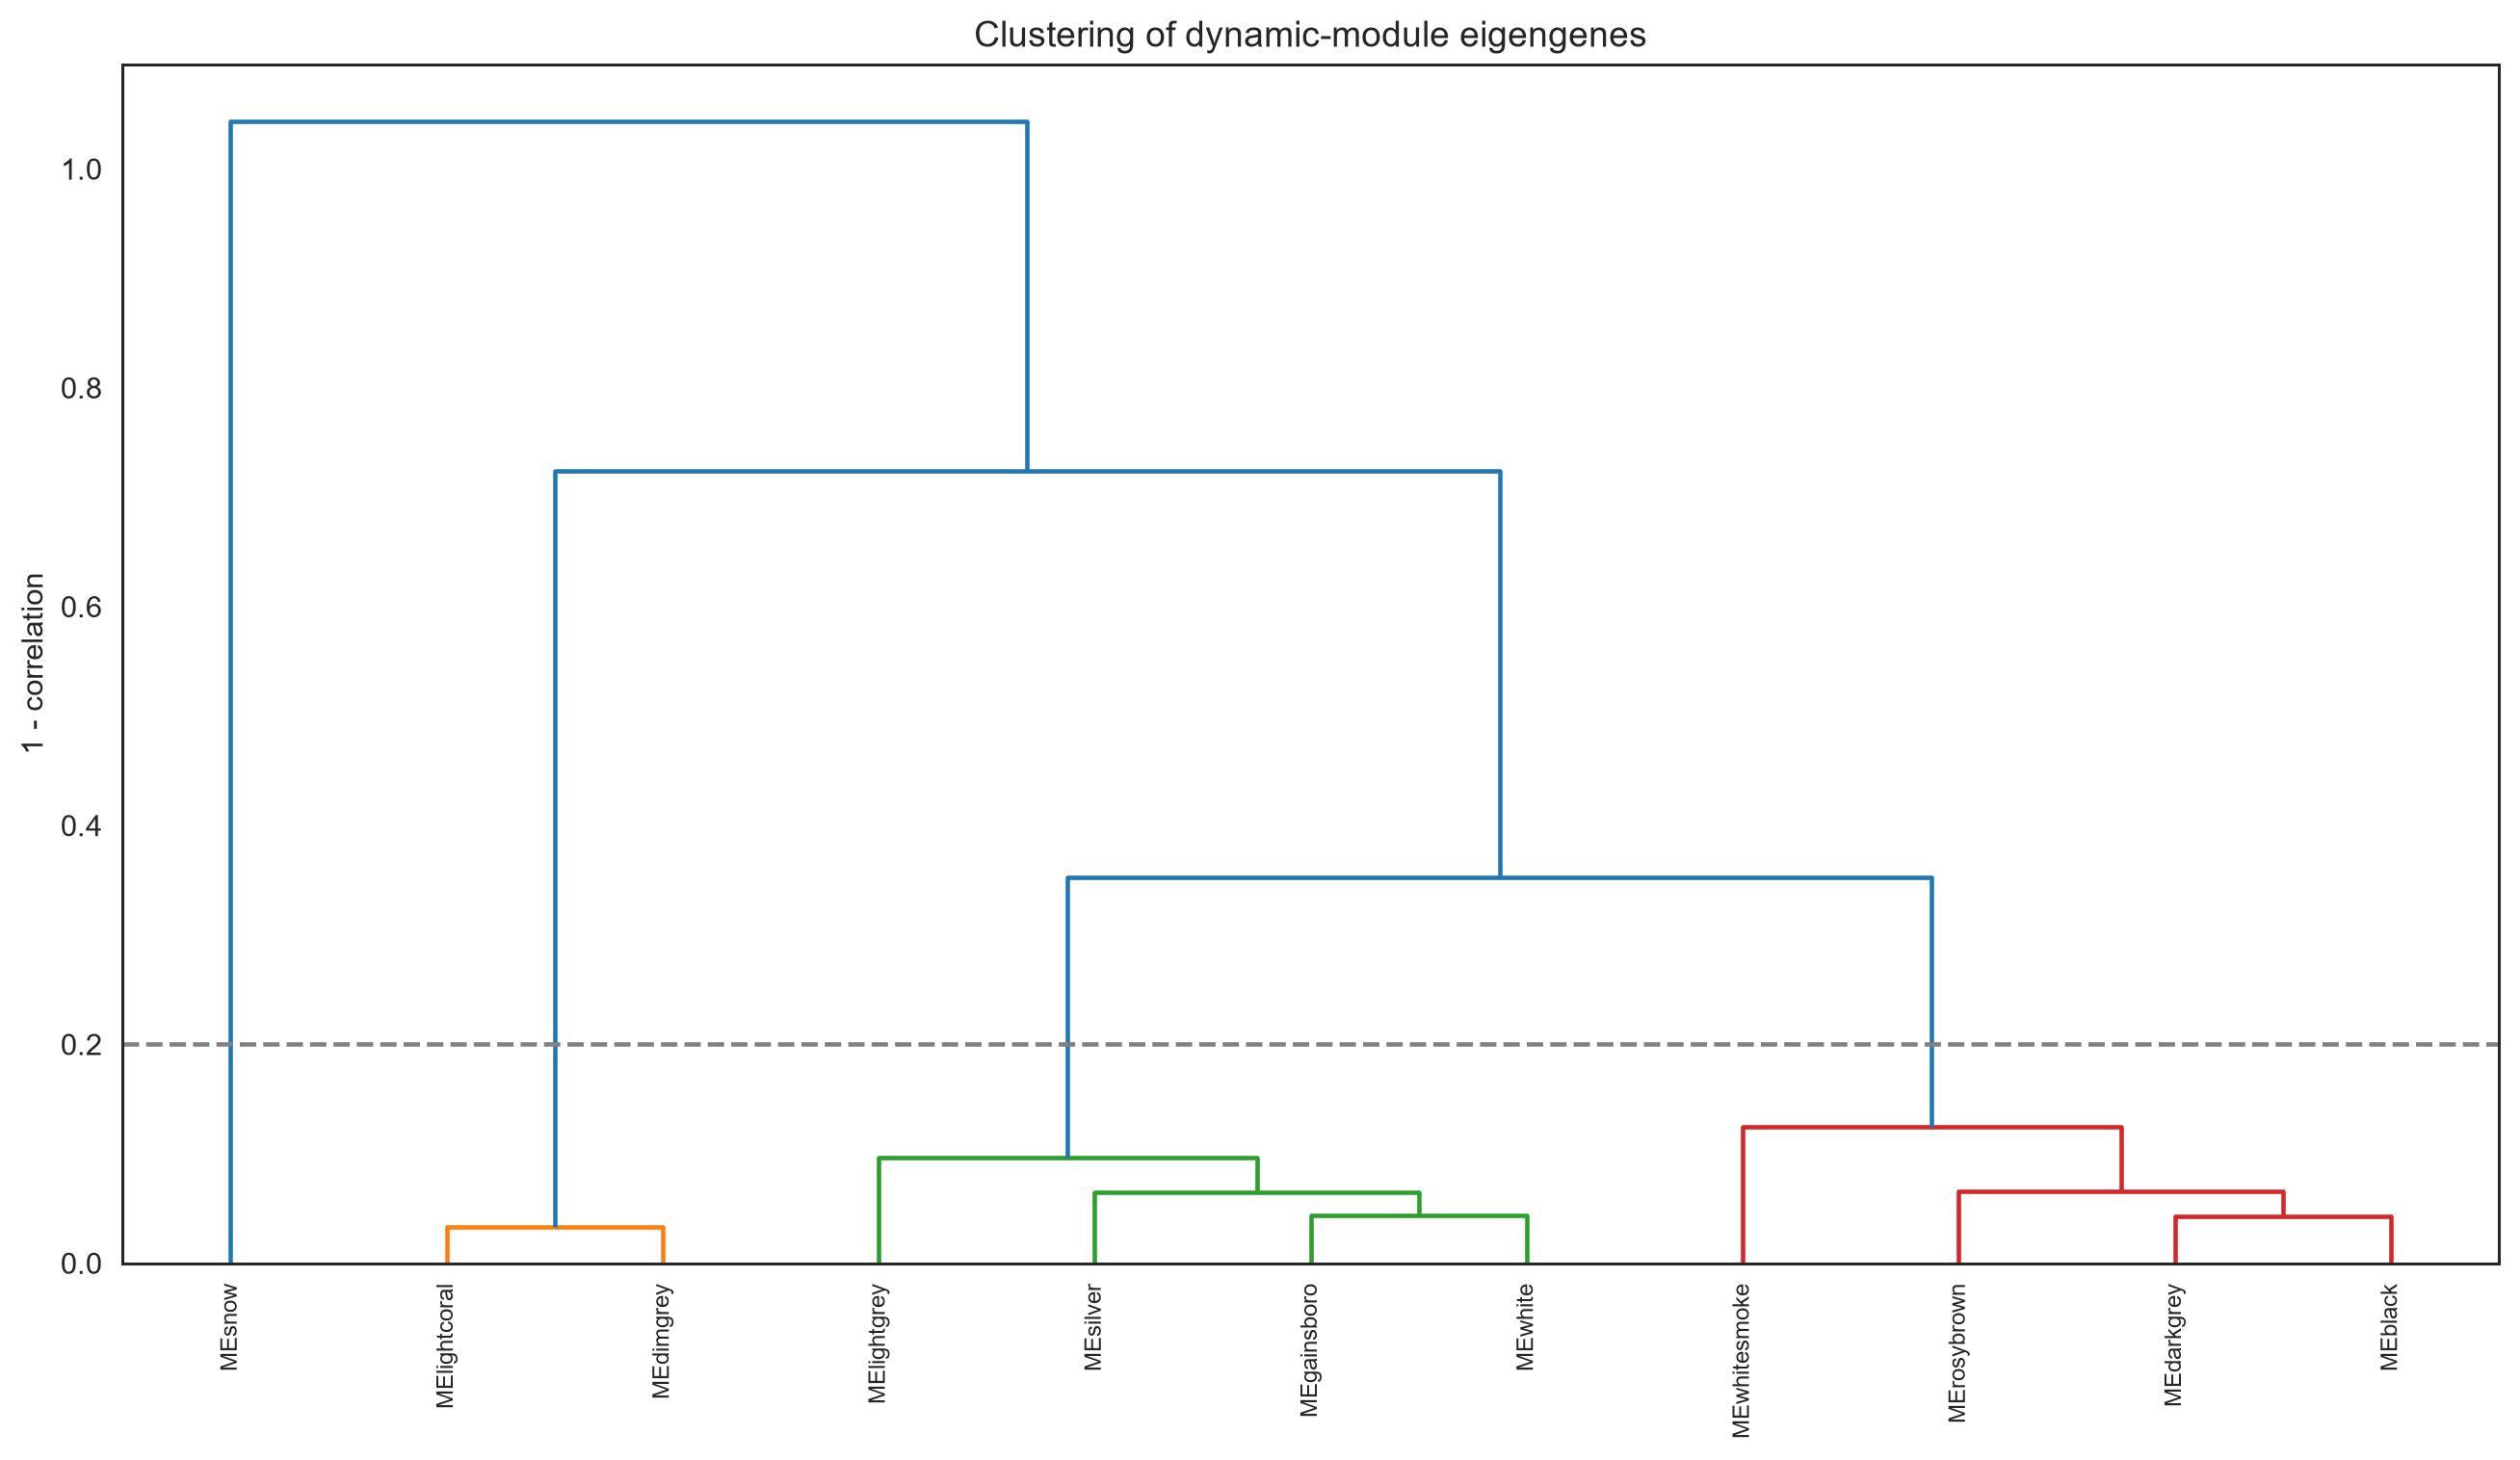 Clustering of dynamic-module eigengenes
1 - correlation
1.0
0.8
0.6
0.4
0.2
0.0
MEsnow
MElightcoral
MEdimgrey
MElightgrey
MEsilver
MEgainsboro
MEwhite
MEwhitesmoke
MErosybrown
MEdarkgrey
MEblack